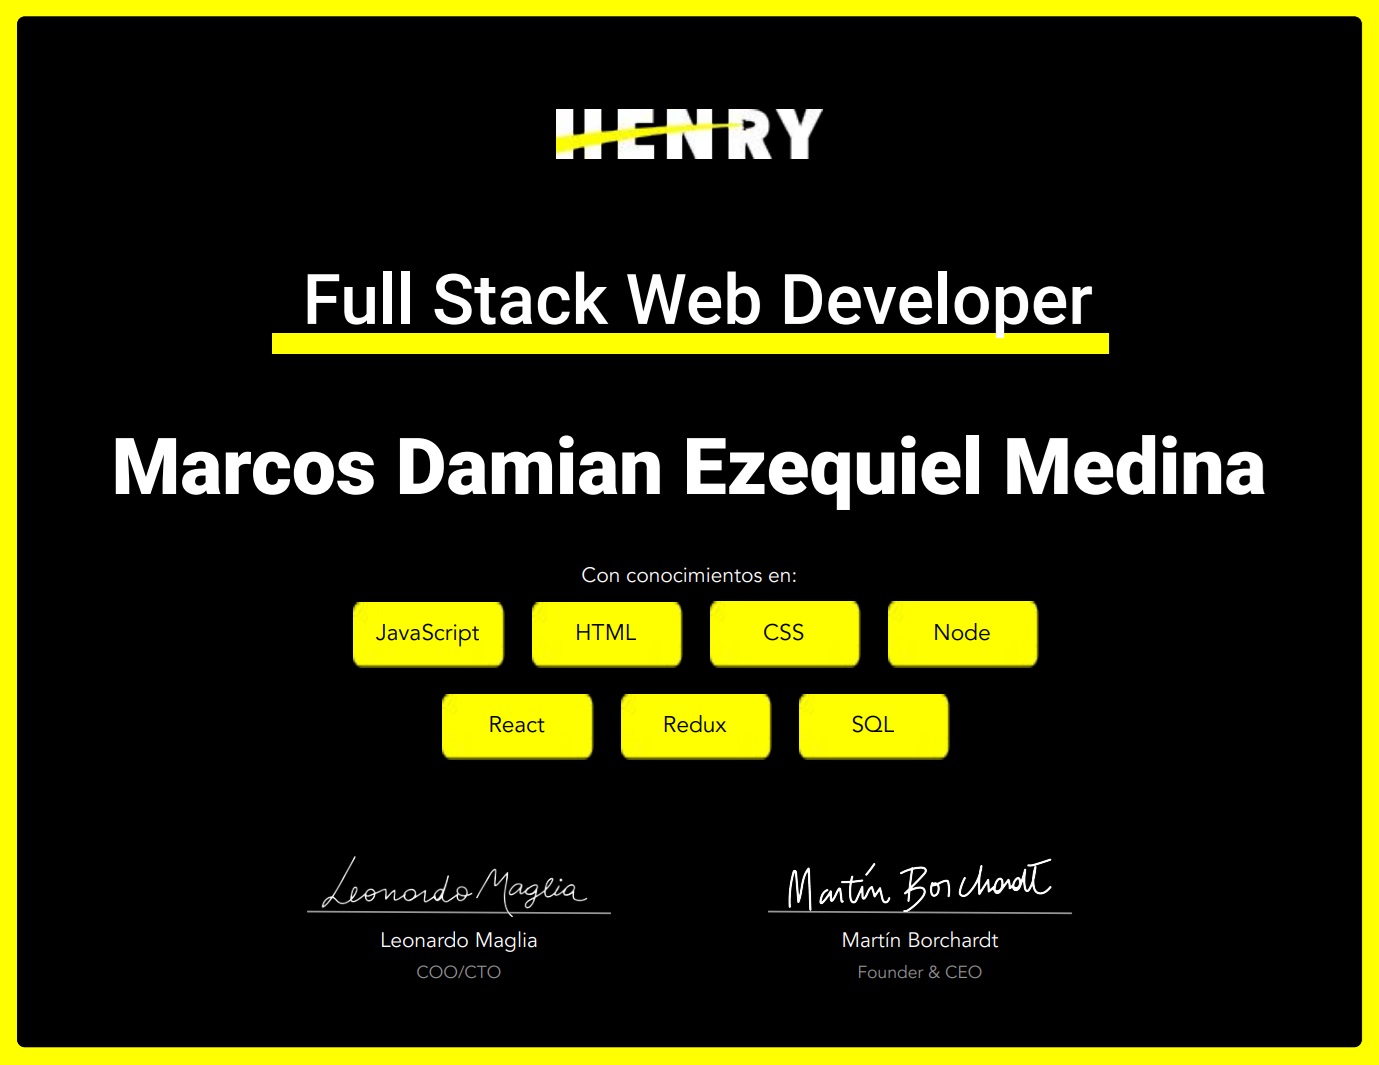 HENRY
Full Stack Web Developer
Marcos Damian Ezequiel Medina
Con conocimientos en:
JavaScript HTML CSS Node
React Redux SQL
Leonardo Maglia Martín Borchardt
Leonardo Maglia Martín Borchardt
COO/CTO Founder & CEO